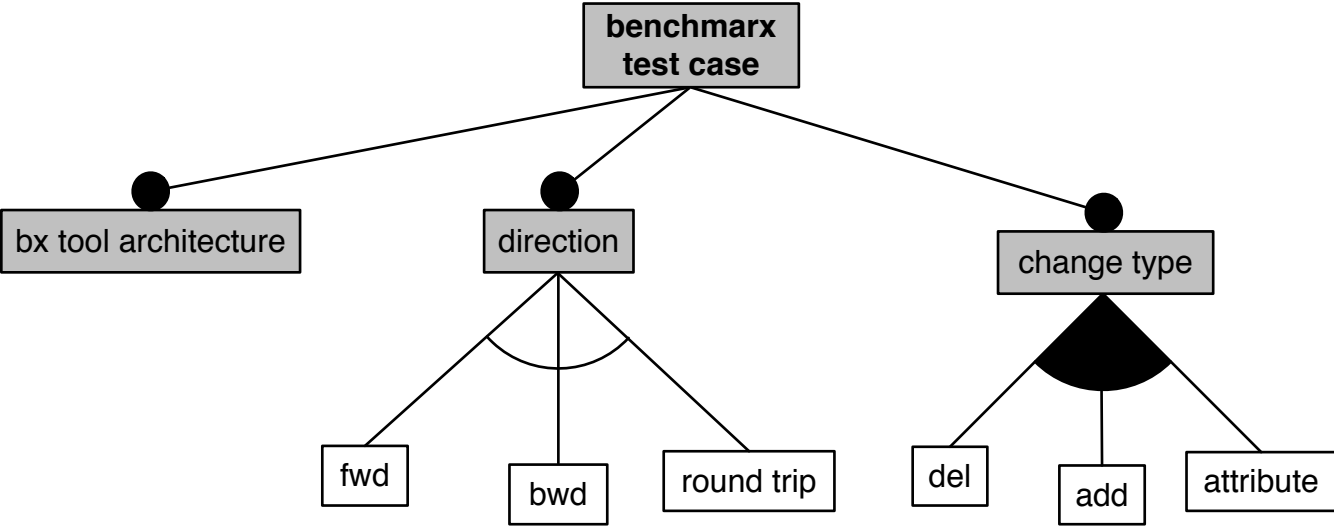 benchmarx
test case
bx tool architecture
direction
change type
fwd
bwd
round trip
del
add
attribute